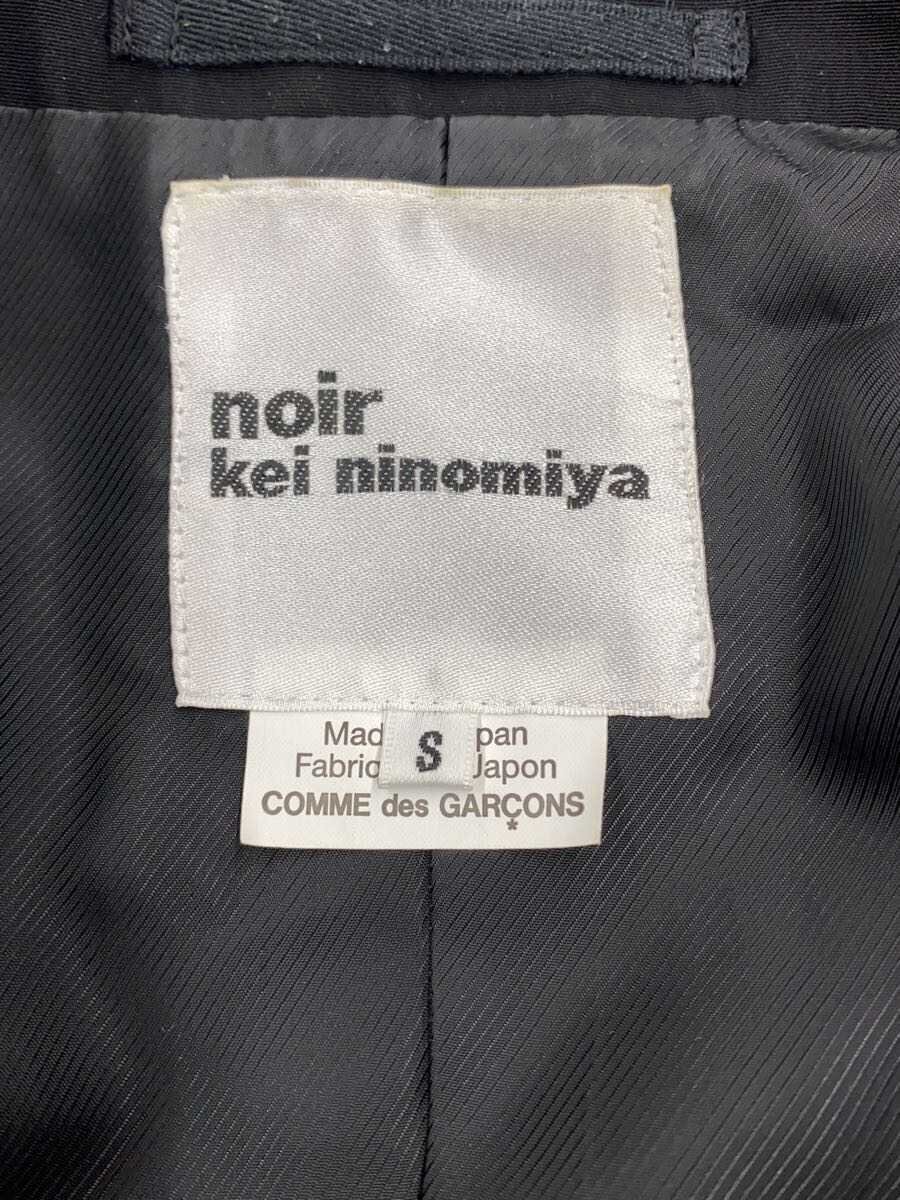 noir
kei ninomiya
Mad S pan
Fabric Japon
COMME des GARÇONS
*